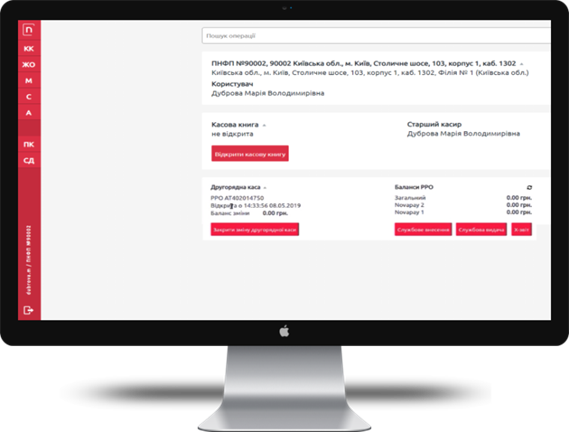 n
КК
ЖО
М
С
А
ПК
СД
dubrova.m / ПНФП №90002
Пошук операції
ПНФП №90002, 90002 Київська обл., м. Київ, Столичне шосе, 103, корпус 1, каб. 1302 -
Київська обл., м. Київ, Столичне шосе, 103, корпус 1, каб. 1302, Філія № 1 (Київська обл.)
Користувач
Дуброва Марія Володимирівна
Касова книга -
не відкрита
Відкрити касову книгу
Старший касир
Дуброва Марія Володимирівна
Другорядна каса -
РРО АТ402014750
Відкрита о 14:33:56 08.05.2019
Баланс зміни 0.00 грн.
Закрити зміну другорядної каси
Баланси РРО
Загальний 0.00 грн.
Novapay 2 0.00 грн.
Novapay 1 0.00 грн.
Службове внесення
Службова видача
X-звіт